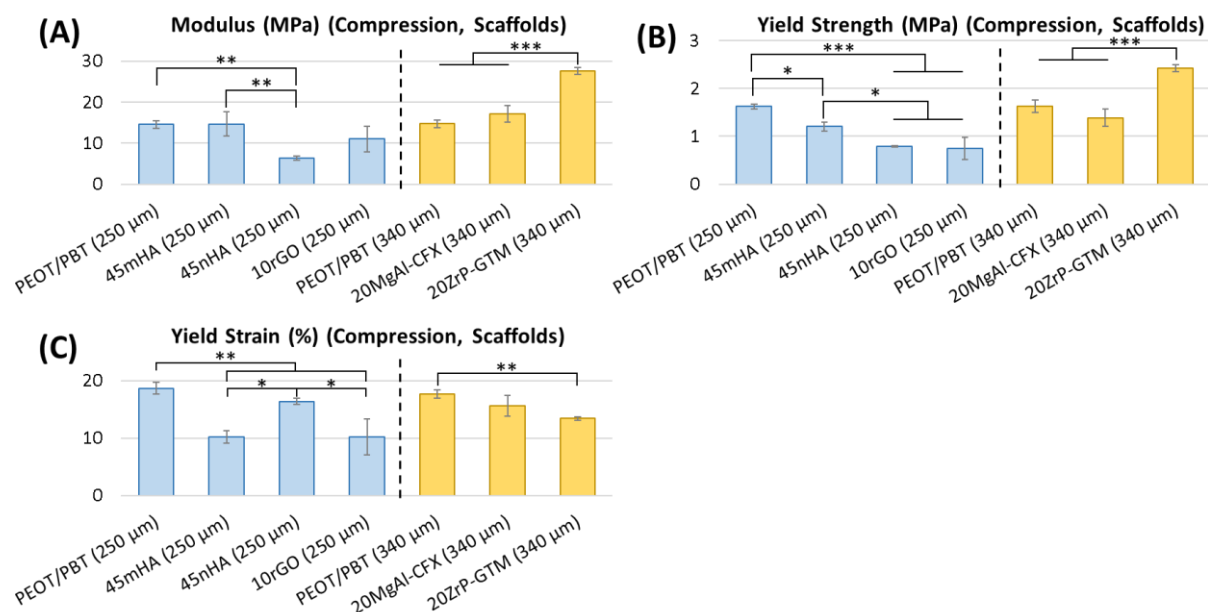 (A)
Modulus (MPa) (Compression, Scaffolds)
30
20
10
0
**
**
***
PEOT/PBT (250 µm)
45mHA (250 µm)
45nHA (250 µm)
10rGO (250 µm)
PEOT/PBT (340 µm)
20MgAl-CFX (340 µm)
20ZrP-GTM (340 µm)
(B)
Yield Strength (MPa) (Compression, Scaffolds)
3
2
1
0
***
*
*
***
PEOT/PBT (250 µm)
45mHA (250 µm)
45nHA (250 µm)
10rGO (250 µm)
PEOT/PBT (340 µm)
20MgAl-CFX (340 µm)
20ZrP-GTM (340 µm)
(C)
Yield Strain (%) (Compression, Scaffolds)
20
10
0
**
*
*
**
PEOT/PBT (250 µm)
45mHA (250 µm)
45nHA (250 µm)
10rGO (250 µm)
PEOT/PBT (340 µm)
20MgAl-CFX (340 µm)
20ZrP-GTM (340 µm)